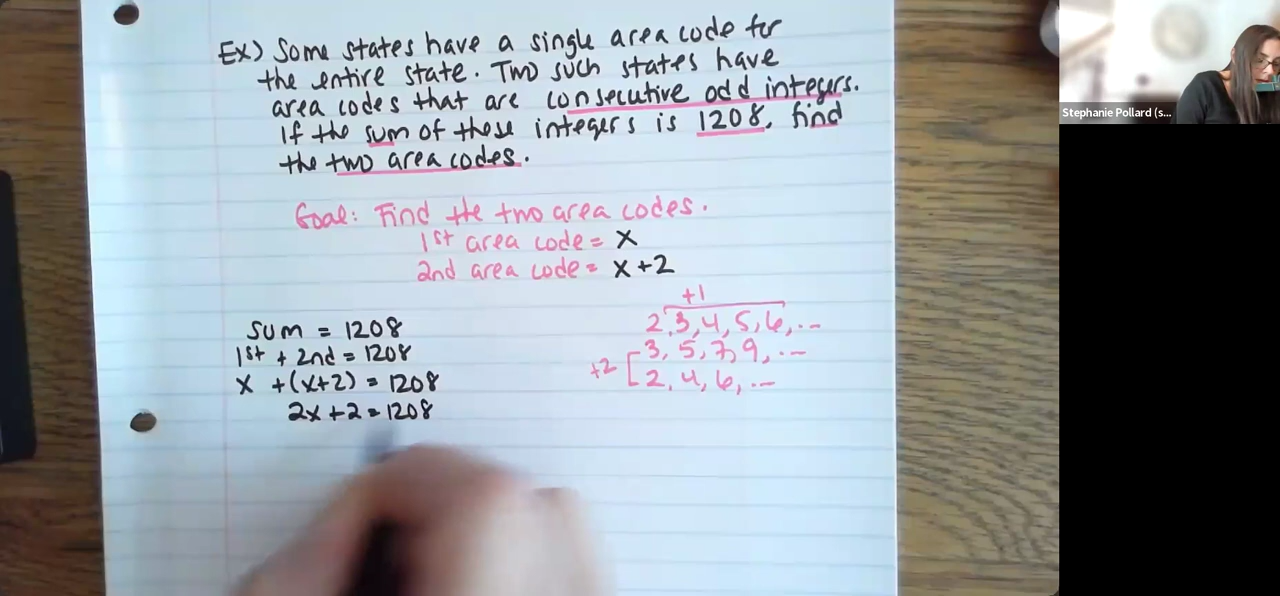 Ex) Some states have a single area code for
the entire state. Two such states have
area codes that are consecutive odd integers.
If the sum of these integers is 1208, find
the two area codes.
Goal: Find the two area codes.
1st area code = x
2nd area code = x+2
+1
2,3,4,5,6,...
3, 5, 7, 9, ...
+2
2, 4, 6, ...
sum = 1208
1st + 2nd = 1208
x +(x+2) = 1208
2x +2 = 1208
Stephanie Pollard (s...